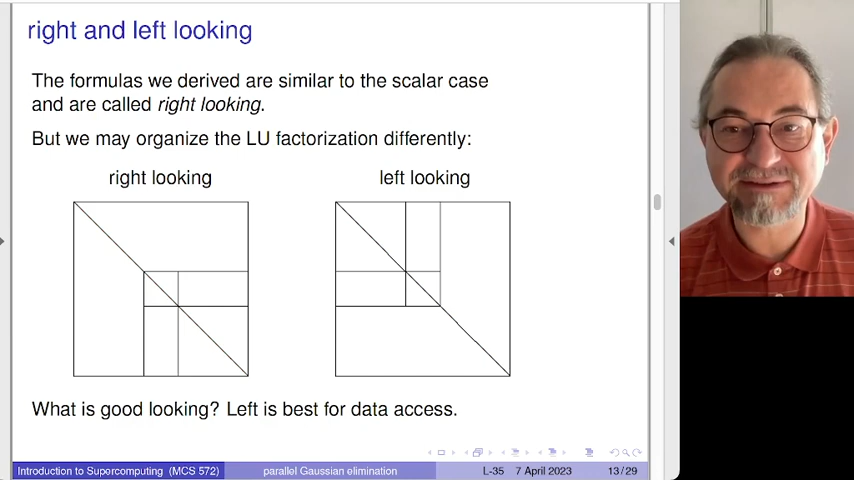 right and left looking
The formulas we derived are similar to the scalar case
and are called right looking.
But we may organize the LU factorization differently:
right looking
left looking
What is good looking? Left is best for data access.
Introduction to Supercomputing (MCS 572)
parallel Gaussian elimination
L-35 7 April 2023
13 / 29